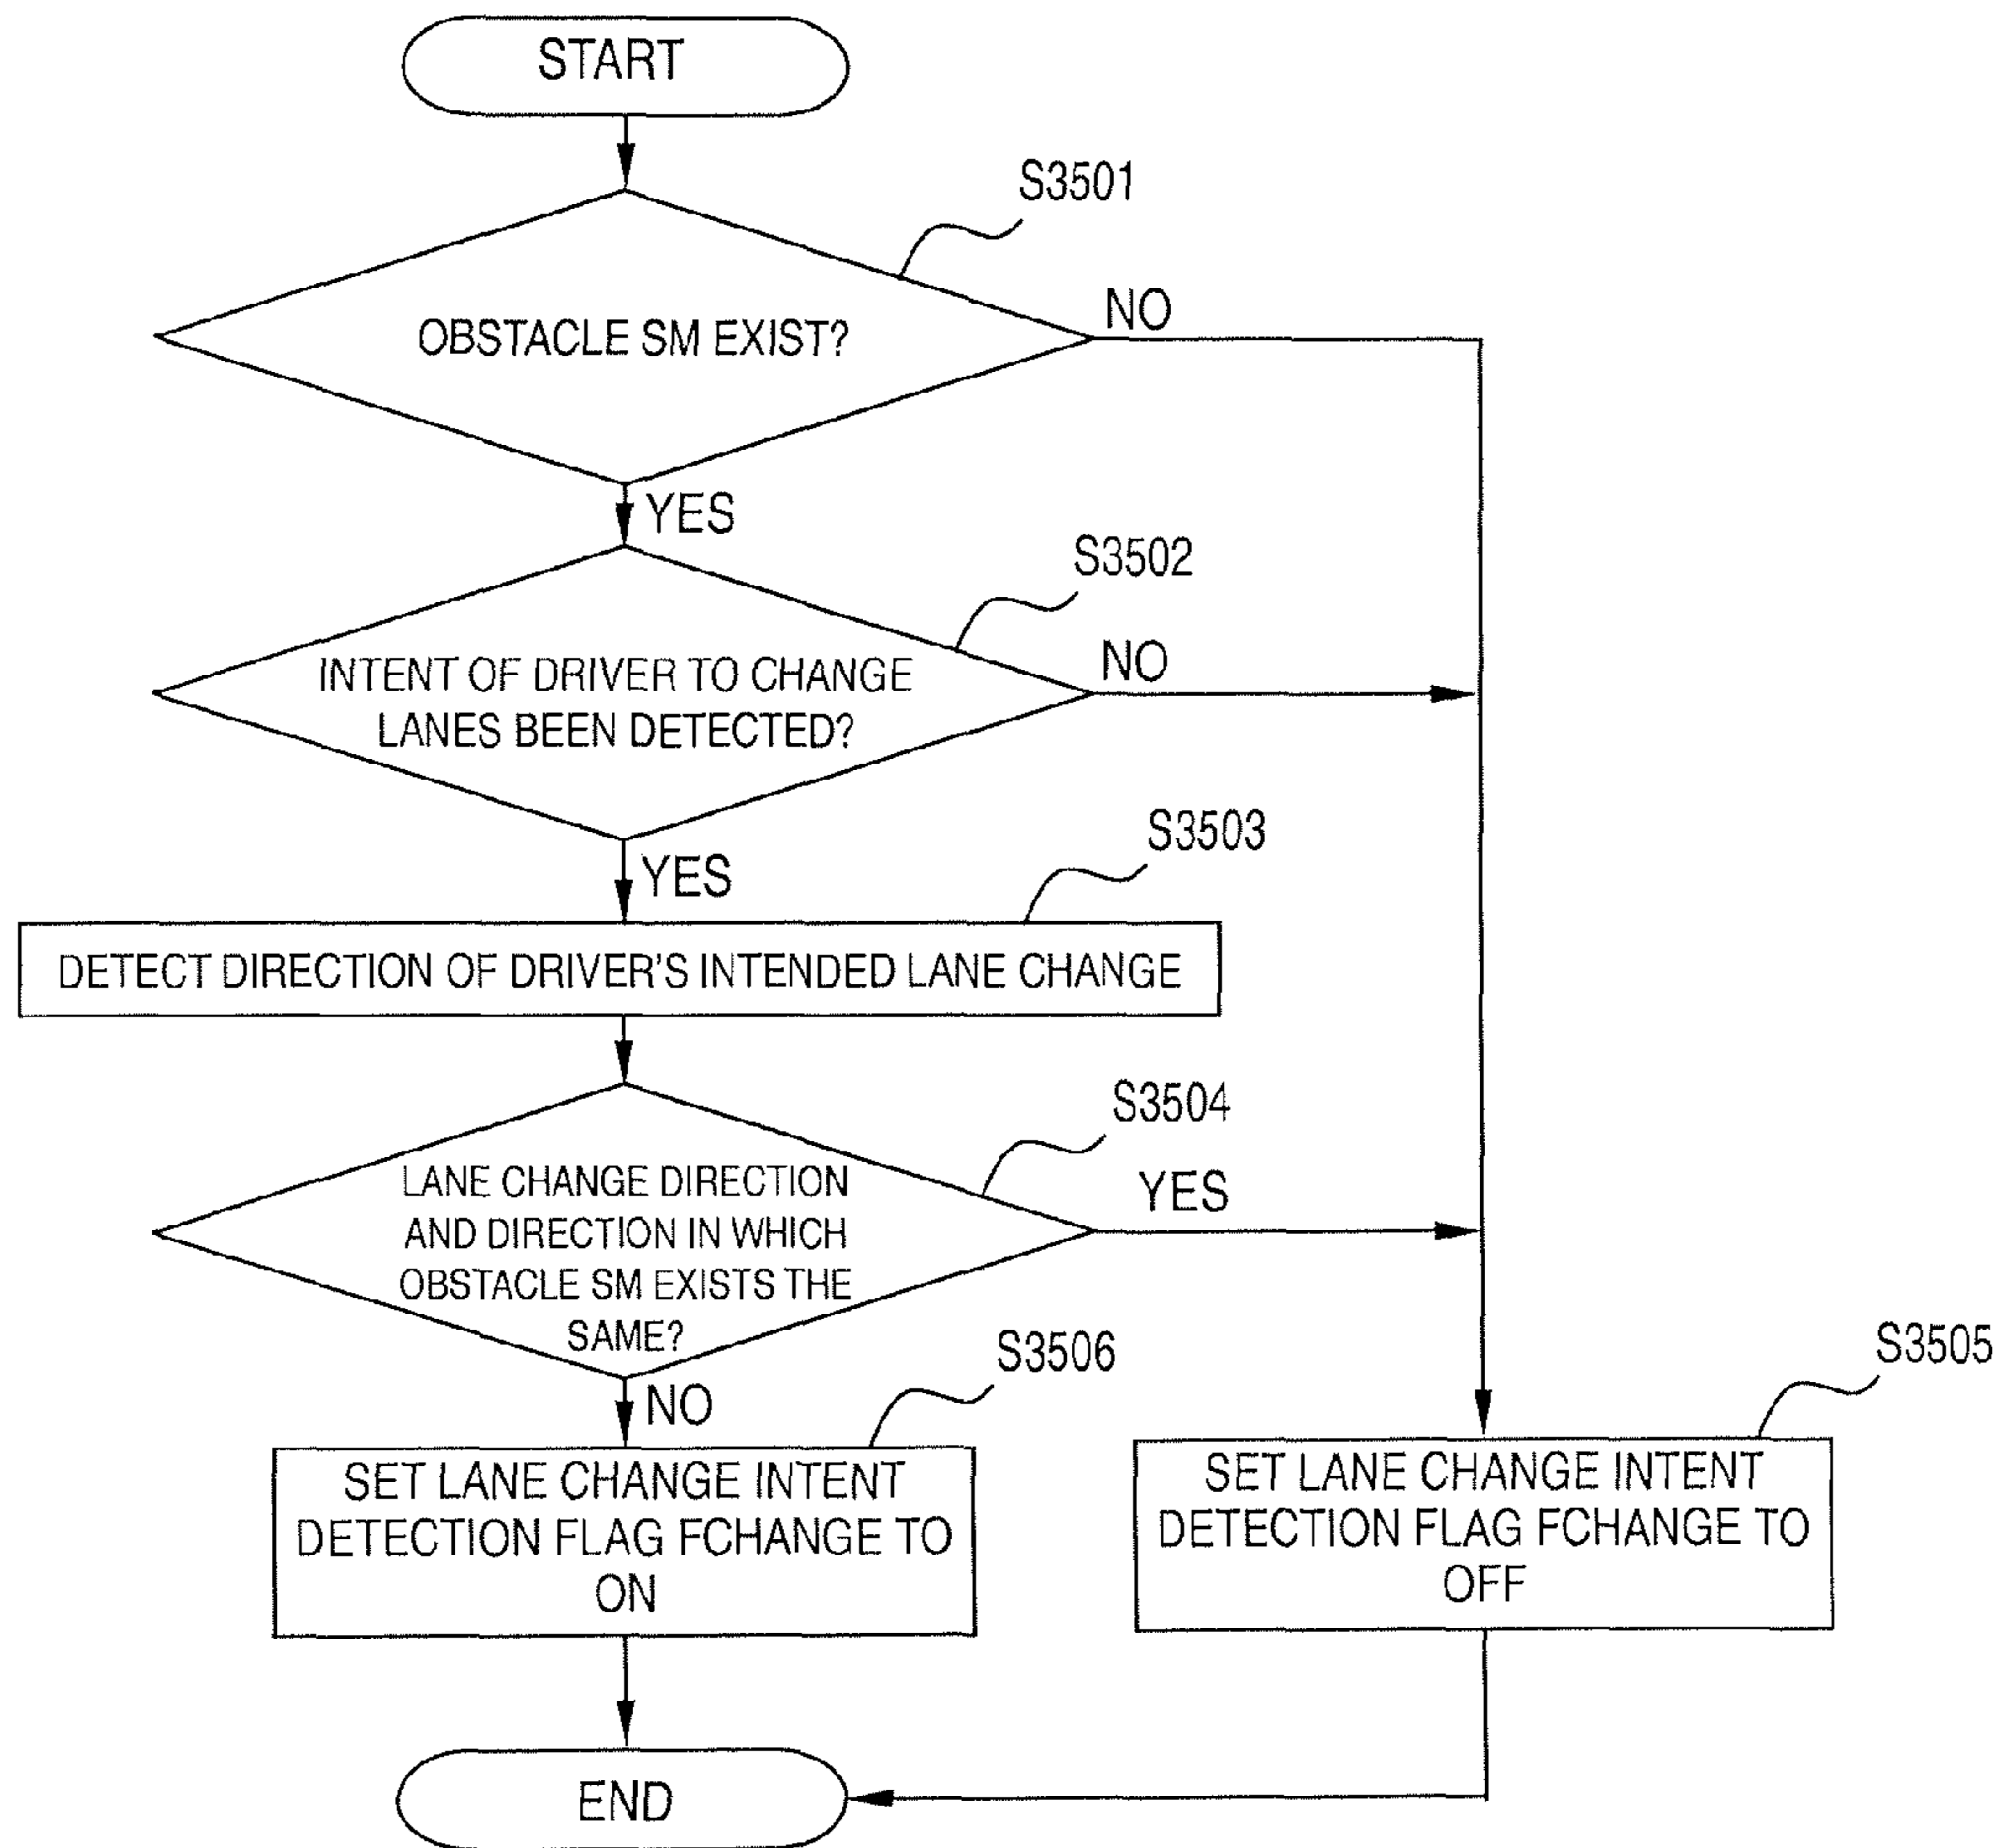 START
S3501
OBSTACLE SM EXIST?
NO
YES
S3502
INTENT OF DRIVER TO CHANGE
LANES BEEN DETECTED?
NO
YES
S3503
DETECT DIRECTION OF DRIVER'S INTENDED LANE CHANGE
S3504
LANE CHANGE DIRECTION
AND DIRECTION IN WHICH
OBSTACLE SM EXISTS THE
SAME?
YES
NO
S3506
SET LANE CHANGE INTENT
DETECTION FLAG FCHANGE TO
ON
S3505
SET LANE CHANGE INTENT
DETECTION FLAG FCHANGE TO
OFF
END